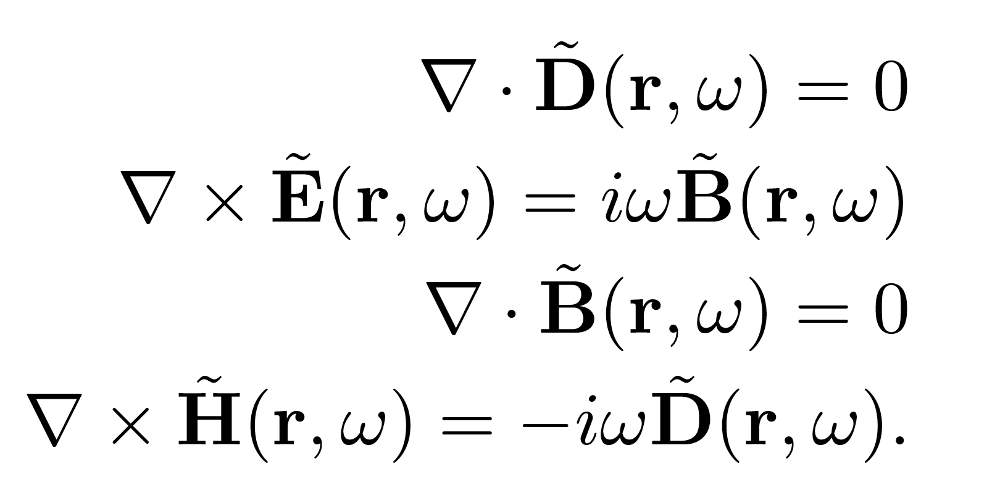 ∇ · D̃(r, ω) = 0
∇ × Ẽ(r, ω) = iωB̃(r, ω)
∇ · B̃(r, ω) = 0
∇ × H̃(r, ω) = −iωD̃(r, ω).